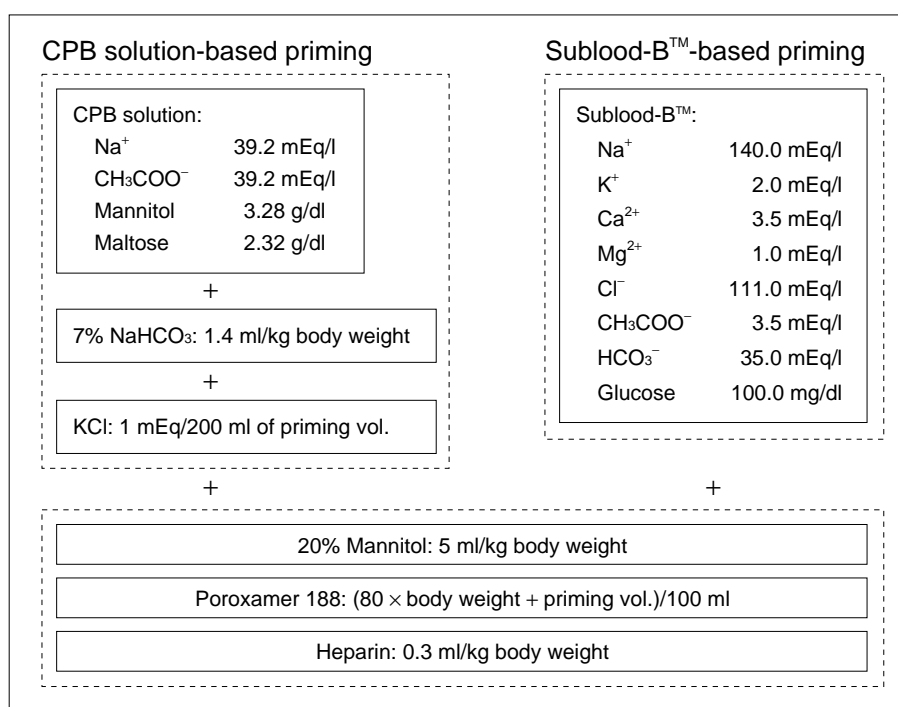 CPB solution-based priming
CPB solution:
Na⁺ 39.2 mEq/l
CH₃COO⁻ 39.2 mEq/l
Mannitol 3.28 g/dl
Maltose 2.32 g/dl
+
7% NaHCO₃: 1.4 ml/kg body weight
+
KCl: 1 mEq/200 ml of priming vol.
+
Sublood-B™-based priming
Sublood-B™:
Na⁺ 140.0 mEq/l
K⁺ 2.0 mEq/l
Ca²⁺ 3.5 mEq/l
Mg²⁺ 1.0 mEq/l
Cl⁻ 111.0 mEq/l
CH₃COO⁻ 3.5 mEq/l
HCO₃⁻ 35.0 mEq/l
Glucose 100.0 mg/dl
+
20% Mannitol: 5 ml/kg body weight
Poroxamer 188: (80 × body weight + priming vol.)/100 ml
Heparin: 0.3 ml/kg body weight